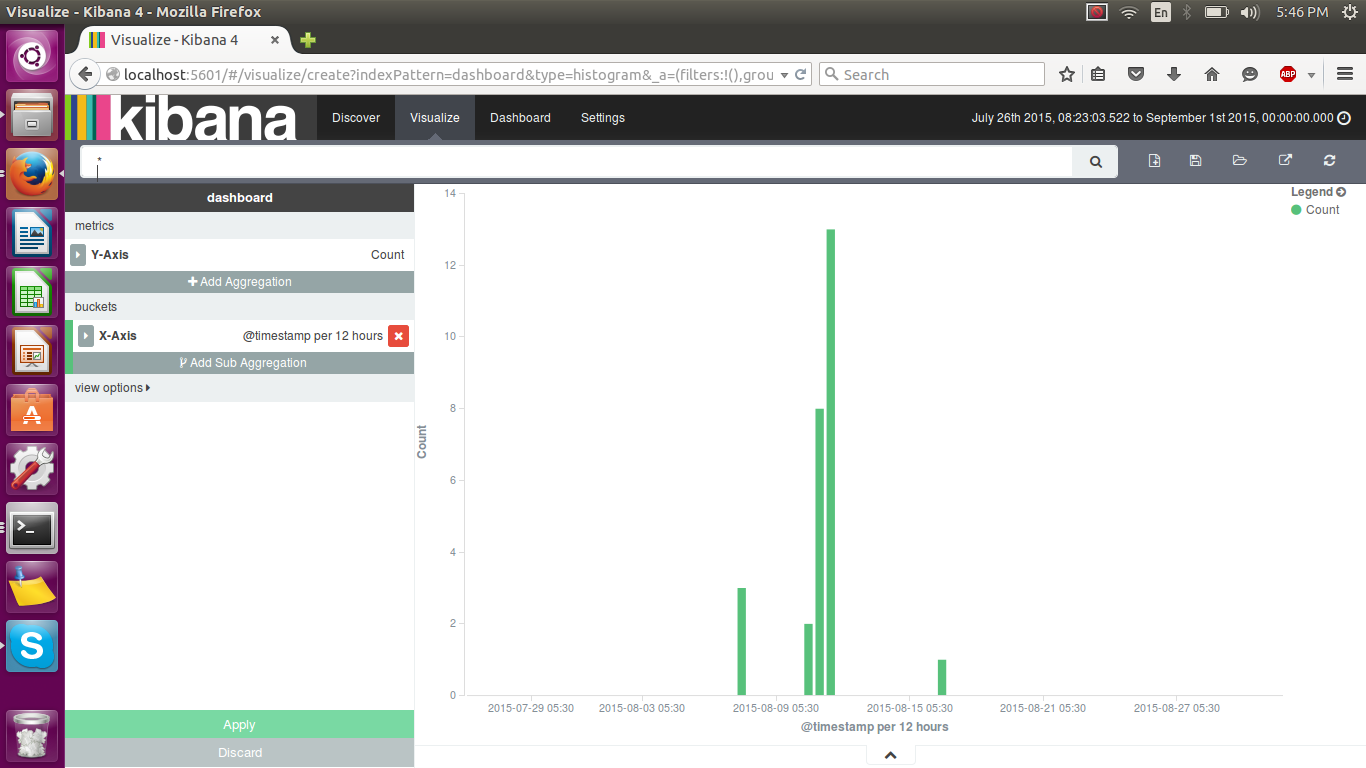 Visualize - Kibana 4 - Mozilla Firefox
En
5:46 PM
Visualize - Kibana 4
localhost:5601/#/visualize/create?indexPattern=dashboard&type=histogram&_a=(filters:!(),grou
Search
ABP
kibana
Discover
Visualize
Dashboard
Settings
July 26th 2015, 08:23:03.522 to September 1st 2015, 00:00:00.000
*
dashboard
metrics
Y-Axis
Count
Add Aggregation
buckets
X-Axis
@timestamp per 12 hours
Add Sub Aggregation
view options
Apply
Discard
Legend
Count
14
12
10
8
6
4
2
0
Count
2015-07-29 05:30
2015-08-03 05:30
2015-08-09 05:30
2015-08-15 05:30
2015-08-21 05:30
2015-08-27 05:30
@timestamp per 12 hours